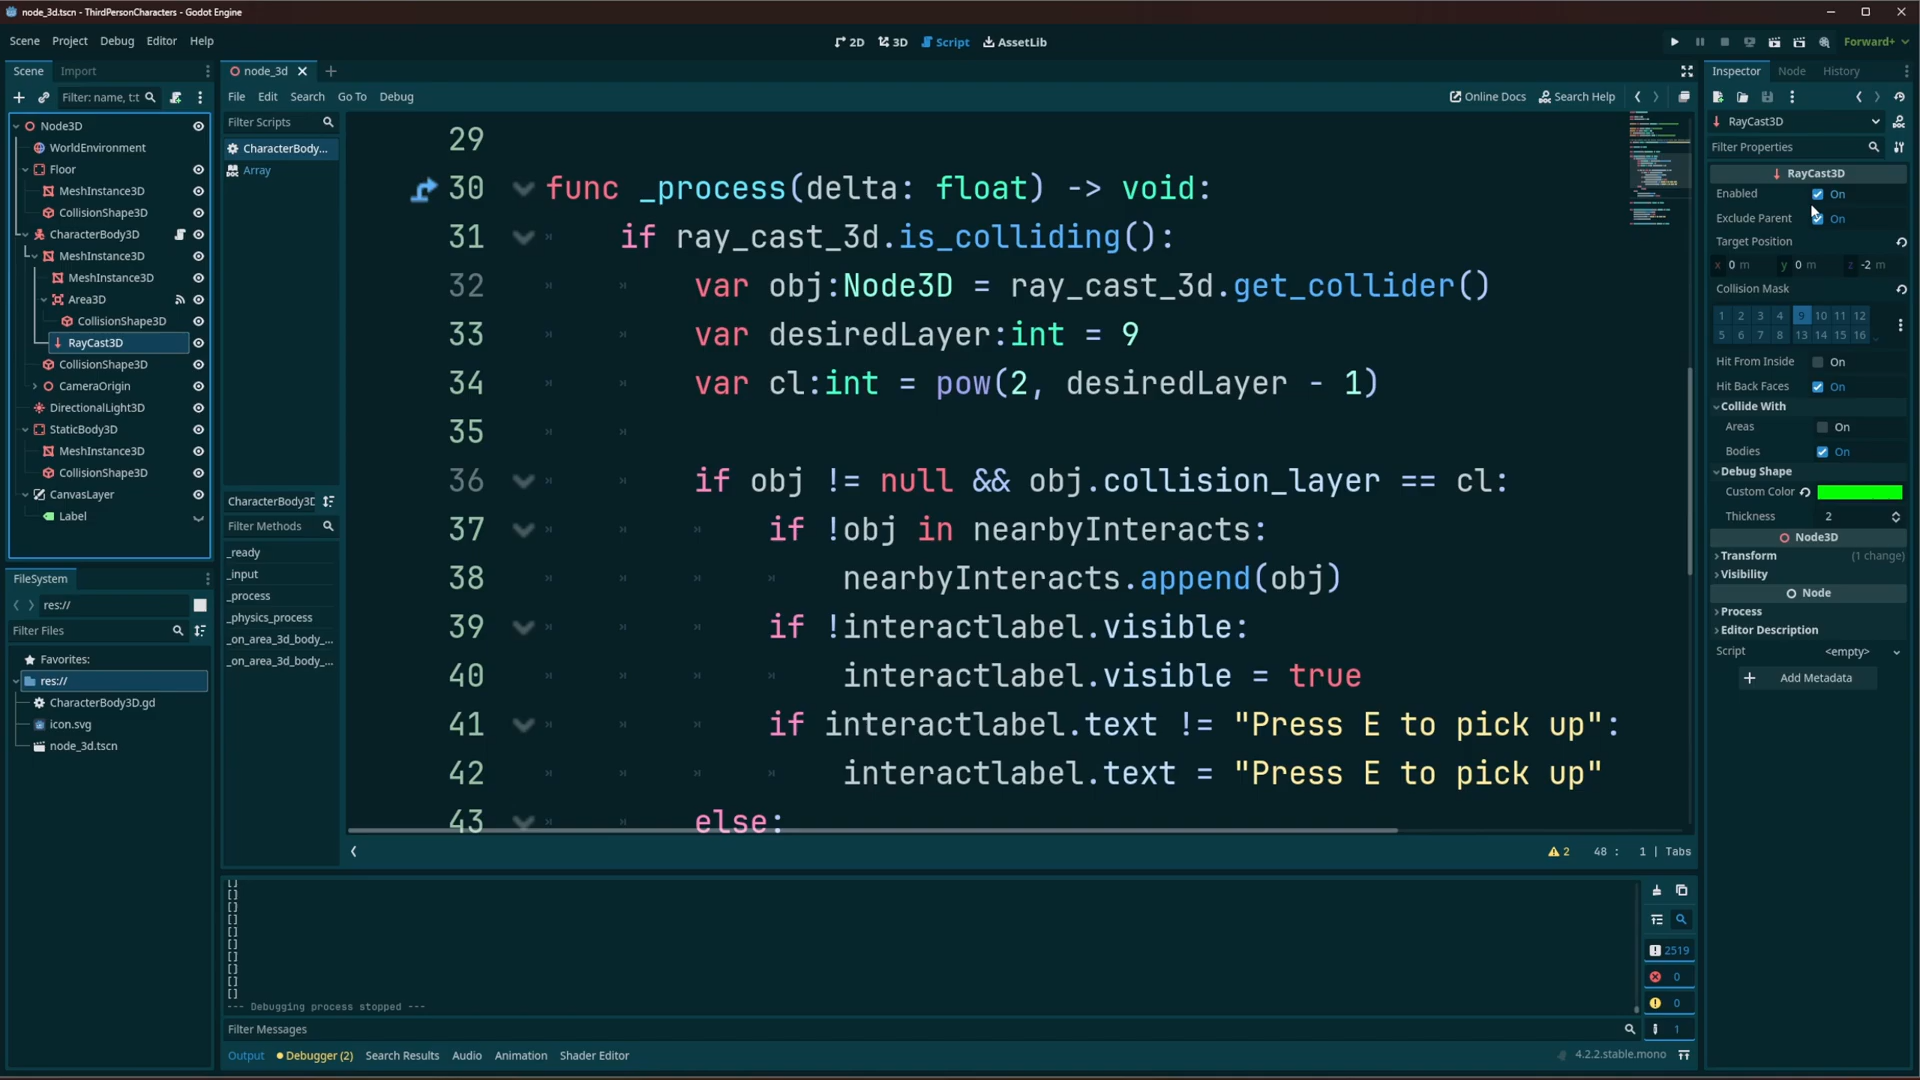 node_3d.tscn - ThirdPersonCharacters - Godot Engine
Scene Project Debug Editor Help
2D 3D Script AssetLib
Forward+
Scene Import
Filter: name, t:t
Node3D
WorldEnvironment
Floor
MeshInstance3D
CollisionShape3D
CharacterBody3D
MeshInstance3D
MeshInstance3D
Area3D
CollisionShape3D
RayCast3D
CollisionShape3D
CameraOrigin
DirectionalLight3D
StaticBody3D
MeshInstance3D
CollisionShape3D
CanvasLayer
Label
FileSystem
res://
Filter Files
Favorites:
res://
CharacterBody3D.gd
icon.svg
node_3d.tscn
node_3d
File Edit Search Go To Debug
Online Docs Search Help
Filter Scripts
CharacterBody...
Array
CharacterBody3D
Filter Methods
_ready
_input
_process
_physics_process
_on_area_3d_body_...
_on_area_3d_body_...
29
30 func _process(delta: float) -> void:
31 if ray_cast_3d.is_colliding():
32 var obj:Node3D = ray_cast_3d.get_collider()
33 var desiredLayer:int = 9
34 var cl:int = pow(2, desiredLayer - 1)
35
36 if obj != null && obj.collision_layer == cl:
37 if !obj in nearbyInteracts:
38 nearbyInteracts.append(obj)
39 if !interactlabel.visible:
40 interactlabel.visible = true
41 if interactlabel.text != "Press E to pick up":
42 interactlabel.text = "Press E to pick up"
43 else:
2 48 : 1 | Tabs
[]
[]
[]
[]
[]
[]
[]
[]
[]
[]
--- Debugging process stopped ---
Filter Messages
2519
0
0
1
Output Debugger (2) Search Results Audio Animation Shader Editor
4.2.2.stable.mono
Inspector Node History
RayCast3D
Filter Properties
RayCast3D
Enabled On
Exclude Parent On
Target Position
x 0 m y 0 m z -2 m
Collision Mask
1 2 3 4 9 10 11 12
5 6 7 8 13 14 15 16
Hit From Inside On
Hit Back Faces On
Collide With
Areas On
Bodies On
Debug Shape
Custom Color
Thickness 2
Node3D
Transform (1 change)
Visibility
Node
Process
Editor Description
Script <empty>
Add Metadata